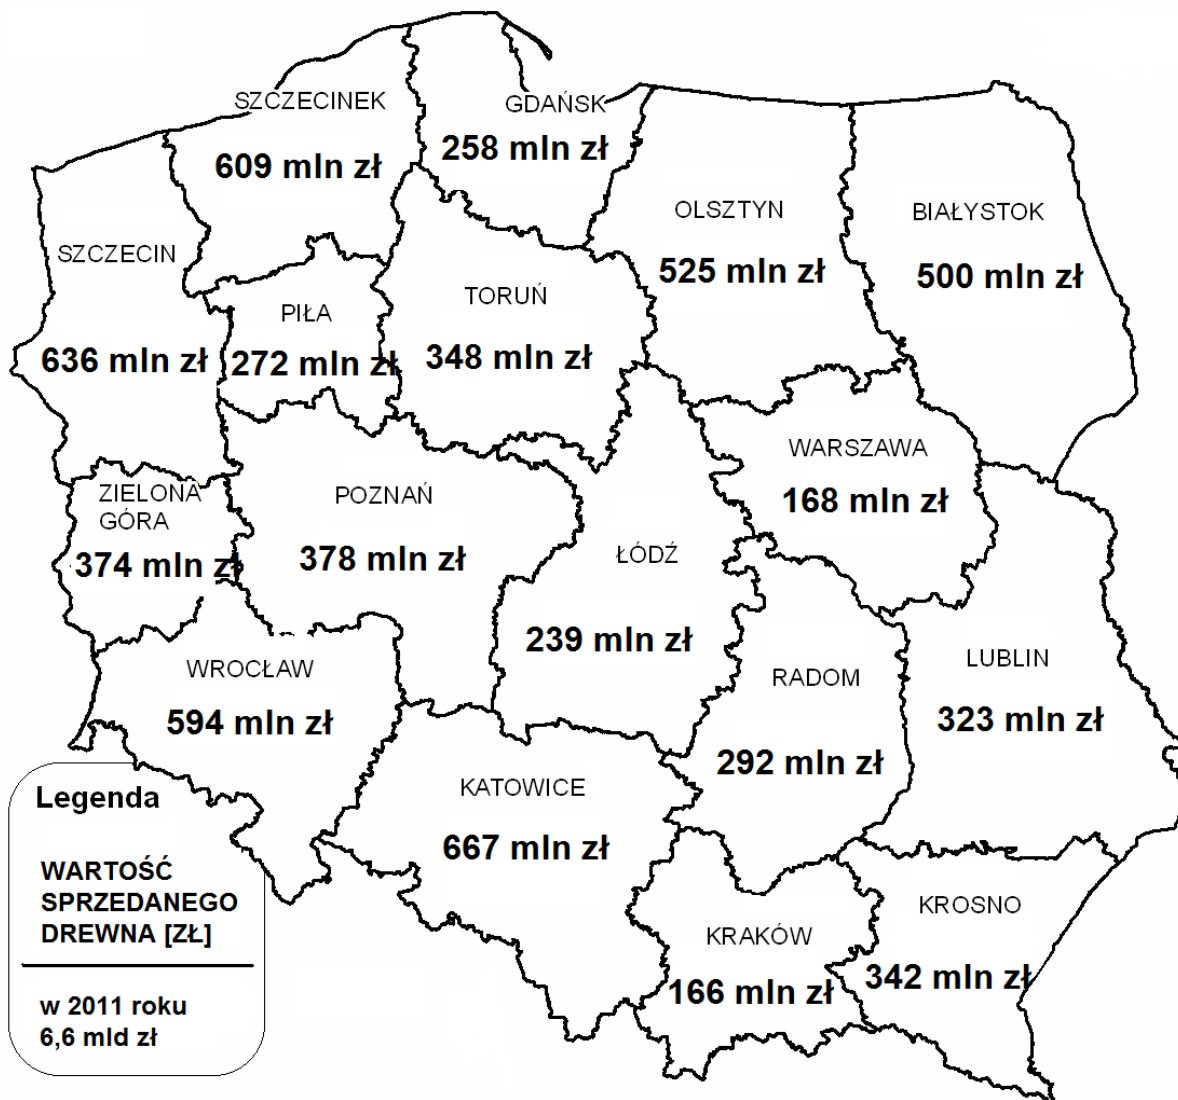 SZCZECINEK
609 mln zł
GDAŃSK
258 mln zł
OLSZTYN
525 mln zł
BIAŁYSTOK
500 mln zł
SZCZECIN
636 mln zł
PIŁA
272 mln zł
TORUŃ
348 mln zł
WARSZAWA
168 mln zł
ZIELONA
GÓRA
374 mln zł
POZNAŃ
378 mln zł
ŁÓDŹ
239 mln zł
WROCŁAW
594 mln zł
RADOM
292 mln zł
LUBLIN
323 mln zł
KATOWICE
667 mln zł
KRAKÓW
166 mln zł
KROSNO
342 mln zł
Legenda
WARTOŚĆ
SPRZEDANEGO
DREWNA [ZŁ]
w 2011 roku
6,6 mld zł